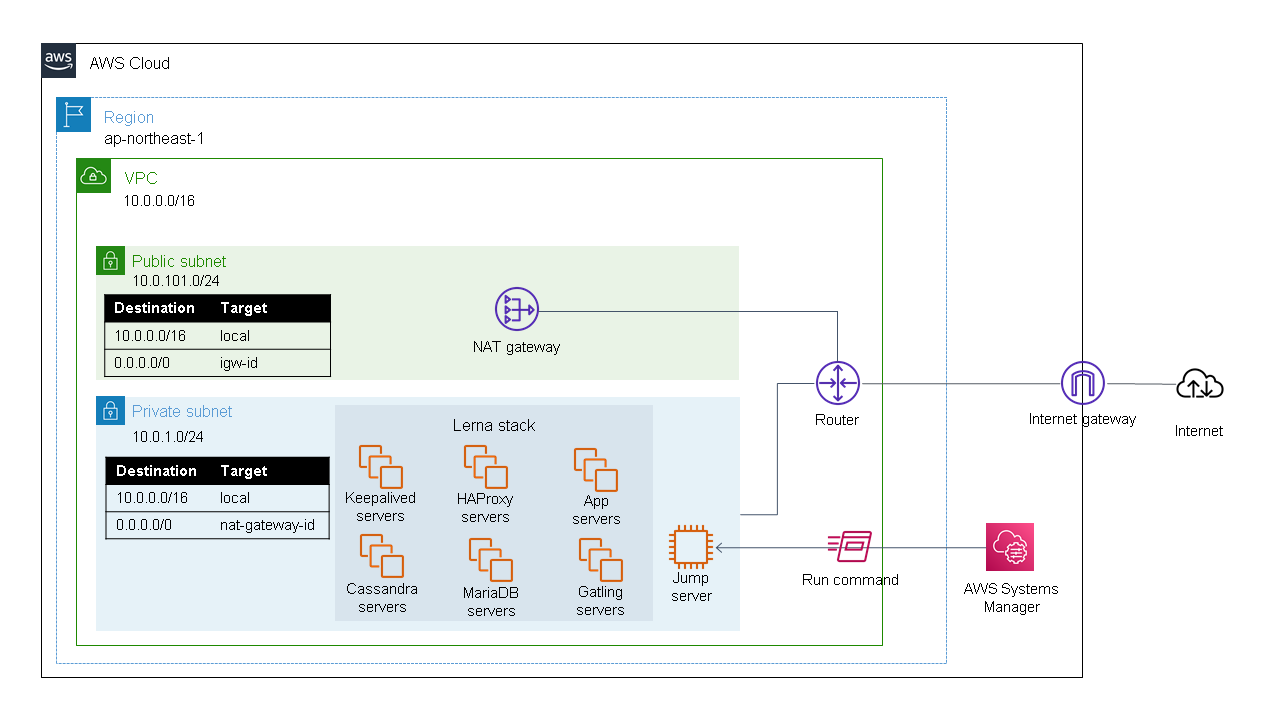 aws
AWS Cloud
Region
ap-northeast-1
VPC
10.0.0.0/16
Public subnet
10.0.101.0/24
Destination Target
10.0.0.0/16 local
0.0.0.0/0 igw-id
NAT gateway
Router
Internet gateway
Internet
Private subnet
10.0.1.0/24
Destination Target
10.0.0.0/16 local
0.0.0.0/0 nat-gateway-id
Lerna stack
Keepalived
servers
HAProxy
servers
App
servers
Cassandra
servers
MariaDB
servers
Gatling
servers
Jump
server
Run command
AWS Systems
Manager